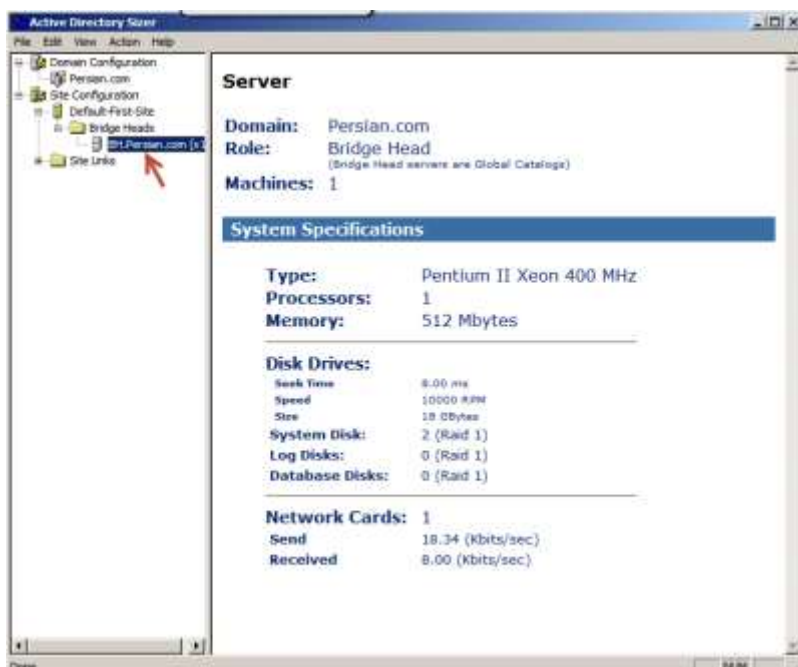 Active Directory Sizer
File Edit View Action Help
Domain Configuration
Persian.com
Site Configuration
Default-First-Site
Bridge Heads
BH.Persian.com [x1
Site Links
Server
Domain: Persian.com
Role: Bridge Head
(Bridge Head servers are Global Catalogs)
Machines: 1
System Specifications
Type: Pentium II Xeon 400 MHz
Processors: 1
Memory: 512 Mbytes
Disk Drives:
Seek Time 8.00 ms
Speed 10000 RPM
Size 18 GBytes
System Disk: 2 (Raid 1)
Log Disks: 0 (Raid 1)
Database Disks: 0 (Raid 1)
Network Cards: 1
Send 18.34 (Kbits/sec)
Received 8.00 (Kbits/sec)